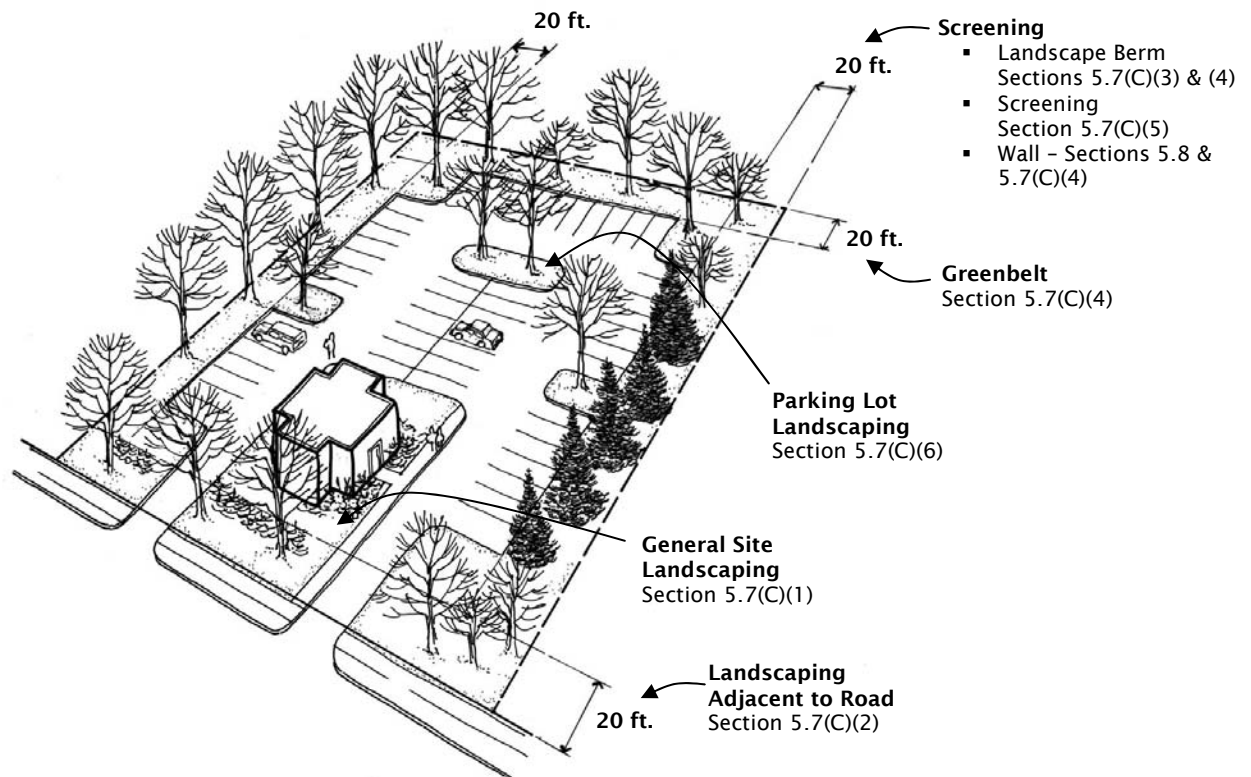 20 ft.
Screening
▪ Landscape Berm
Sections 5.7(C)(3) & (4)
▪ Screening
Section 5.7(C)(5)
▪ Wall – Sections 5.8 &
5.7(C)(4)
20 ft.
20 ft.
Greenbelt
Section 5.7(C)(4)
Parking Lot
Landscaping
Section 5.7(C)(6)
General Site
Landscaping
Section 5.7(C)(1)
Landscaping
Adjacent to Road
Section 5.7(C)(2)
20 ft.